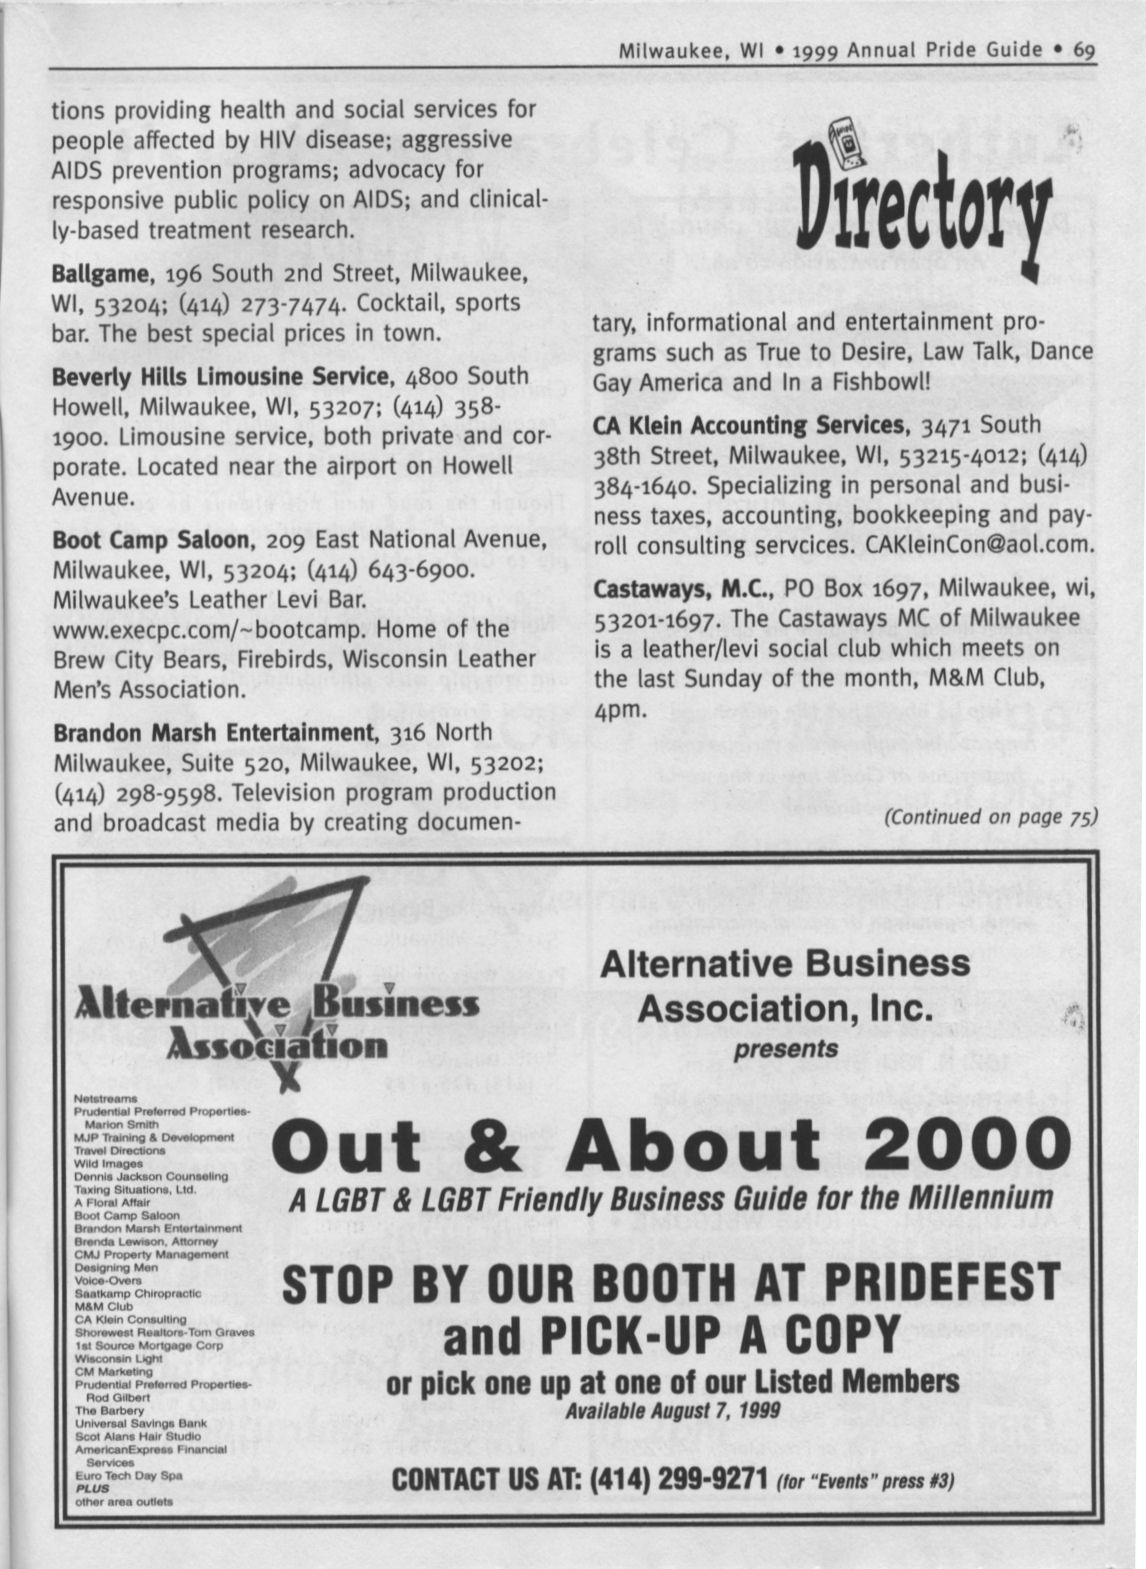 Milwaukee, WI • 1999 Annual Pride Guide • 69
tions providing health and social services for
people affected by HIV disease; aggressive
AIDS prevention programs; advocacy for
responsive public policy on AIDS; and clinical-
ly-based treatment research.
Ballgame, 196 South 2nd Street, Milwaukee,
WI, 53204; (414) 273-7474. Cocktail, sports
bar. The best special prices in town.
Beverly Hills Limousine Service, 4800 South
Howell, Milwaukee, WI, 53207; (414) 358-
1900. Limousine service, both private and cor-
porate. Located near the airport on Howell
Avenue.
Boot Camp Saloon, 209 East National Avenue,
Milwaukee, WI, 53204; (414) 643-6900.
Milwaukee's Leather Levi Bar.
www.execpc.com/~bootcamp. Home of the
Brew City Bears, Firebirds, Wisconsin Leather
Men's Association.
Brandon Marsh Entertainment, 316 North
Milwaukee, Suite 520, Milwaukee, WI, 53202;
(414) 298-9598. Television program production
and broadcast media by creating documen-
Directory
tary, informational and entertainment pro-
grams such as True to Desire, Law Talk, Dance
Gay America and In a Fishbowl!
CA Klein Accounting Services, 3471 South
38th Street, Milwaukee, WI, 53215-4012; (414)
384-1640. Specializing in personal and busi-
ness taxes, accounting, bookkeeping and pay-
roll consulting servcices. CAKleinCon@aol.com.
Castaways, M.C., PO Box 1697, Milwaukee, wi,
53201-1697. The Castaways MC of Milwaukee
is a leather/levi social club which meets on
the last Sunday of the month, M&M Club,
4pm.
(Continued on page 75)
Alternative Business
Association
Netstreams
Prudential Preferred Properties-
Marion Smith
MJP Training & Development
Travel Directions
Wild Images
Dennis Jackson Counseling
Taxing Situations, Ltd.
A Floral Affair
Boot Camp Saloon
Brandon Marsh Entertainment
Brenda Lewison, Attorney
CMJ Property Management
Designing Men
Voice-Overs
Saatkamp Chiropractic
M&M Club
CA Klein Consulting
Shorewest Realtors-Tom Graves
1st Source Mortgage Corp
Wisconsin Light
CM Marketing
Prudential Preferred Properties-
Rod Gilbert
The Barbery
Universal Savings Bank
Scot Alans Hair Studio
AmericanExpress Financial
Services
Euro Tech Day Spa
PLUS
other area outlets
Alternative Business
Association, Inc.
presents
Out & About 2000
A LGBT & LGBT Friendly Business Guide for the Millennium
STOP BY OUR BOOTH AT PRIDEFEST
and PICK-UP A COPY
or pick one up at one of our Listed Members
Available August 7, 1999
CONTACT US AT: (414) 299-9271 (for "Events" press #3)